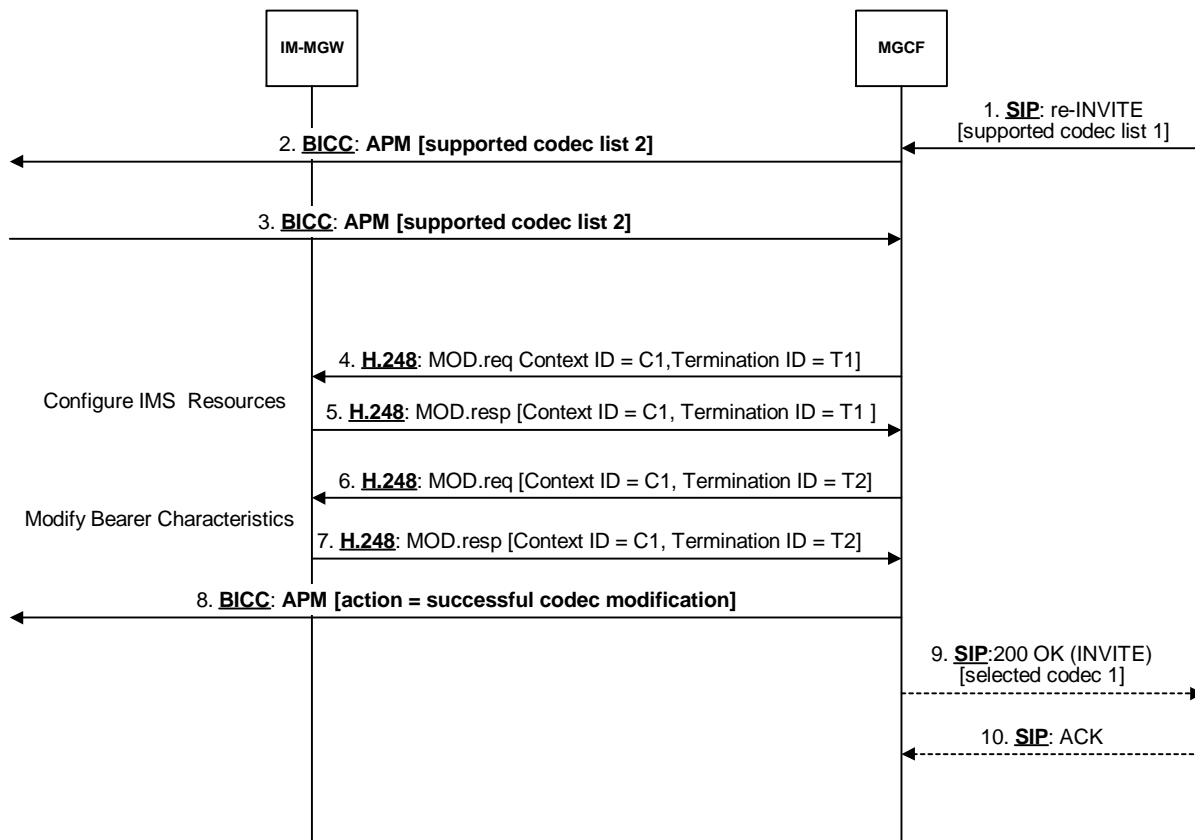 IM-MGW
MGCF
1. SIP: re-INVITE
[supported codec list 1]
2. BICC: APM [supported codec list 2]
3. BICC: APM [supported codec list 2]
4. H.248: MOD.req Context ID = C1,Termination ID = T1]
Configure IMS Resources
5. H.248: MOD.resp [Context ID = C1, Termination ID = T1 ]
6. H.248: MOD.req [Context ID = C1, Termination ID = T2]
Modify Bearer Characteristics
7. H.248: MOD.resp [Context ID = C1, Termination ID = T2]
8. BICC: APM [action = successful codec modification]
9. SIP:200 OK (INVITE)
[selected codec 1]
10. SIP: ACK